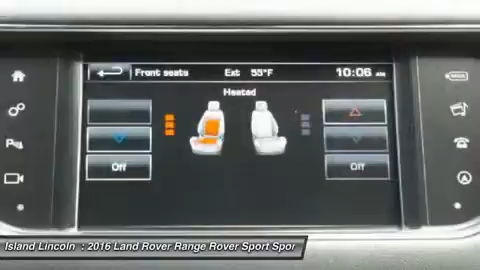 Front seats Ext 55°F 10:06 AM
Heated
Off Off
Island Lincoln : 2016 Land Rover Range Rover Sport Spor